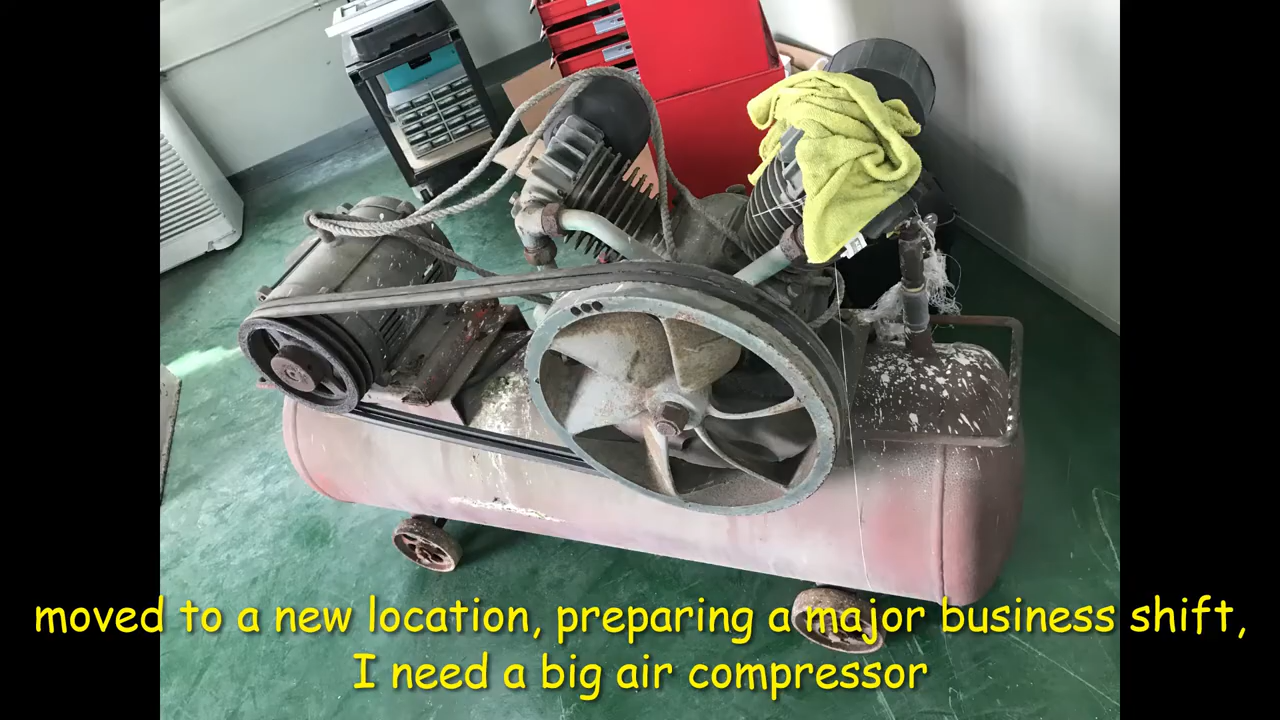 moved to a new location, preparing a major business shift,
I need a big air compressor